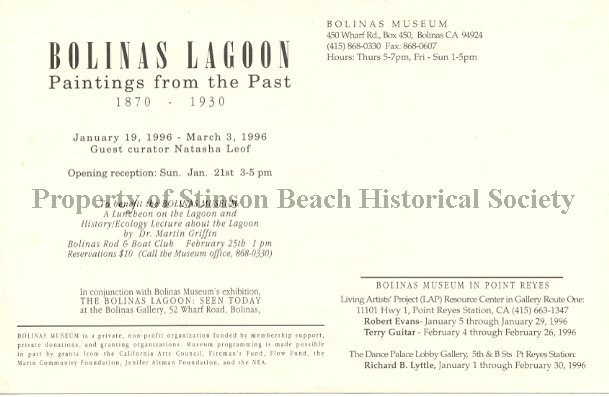 BOLINAS LAGOON
Paintings from the Past
1870 - 1930
January 19, 1996 - March 3, 1996
Guest curator Natasha Leof
Opening reception: Sun. Jan. 21st 3-5 pm
Property of Stinson Beach Historical Society
To benefit the BOLINAS MUSEUM
A Luncheon on the Lagoon and
History/Ecology Lecture about the Lagoon
by Dr. Martin Griffin
Bolinas Rod & Boat Club February 25th 1 pm
Reservations $10 (Call the Museum office, 868-0330)
In conjunction with Bolinas Museum's exhibition,
THE BOLINAS LAGOON: SEEN TODAY
at the Bolinas Gallery, 52 Wharf Road, Bolinas,
BOLINAS MUSEUM is a private, non-profit organization funded by membership support,
private donations, and granting organizations. Museum programming is made possible
in part by grants from the California Arts Council, Fireman's Fund, Flow Fund, the
Marin Community Foundation, Jenifer Altman Foundation, and the NEA.
BOLINAS MUSEUM
450 Wharf Rd., Box 450, Bolinas CA 94924
(415) 868-0330 Fax: 868-0607
Hours: Thurs 5-7pm, Fri - Sun 1-5pm
BOLINAS MUSEUM IN POINT REYES
Living Artists' Project (LAP) Resource Center in Gallery Route One:
11101 Hwy 1, Point Reyes Station, CA (415) 663-1347
Robert Evans- January 5 through January 29, 1996
Terry Guitar - February 4 through February 26, 1996
The Dance Palace Lobby Gallery, 5th & B Sts Pt Reyes Station:
Richard B. Lyttle, January 1 through February 30, 1996